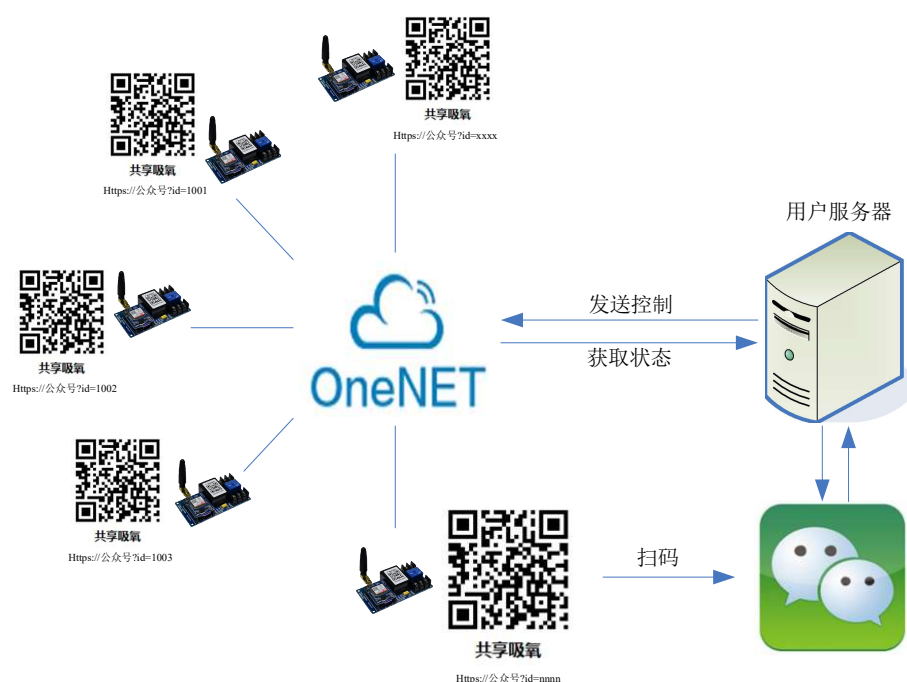 共享吸氧
Https://公众号?id=xxxx
共享吸氧
Https://公众号?id=1001
用户服务器
共享吸氧
Https://公众号?id=1002
发送控制
获取状态
OneNET
共享吸氧
Https://公众号?id=1003
扫码
共享吸氧
Https://公众号?id=nnnn